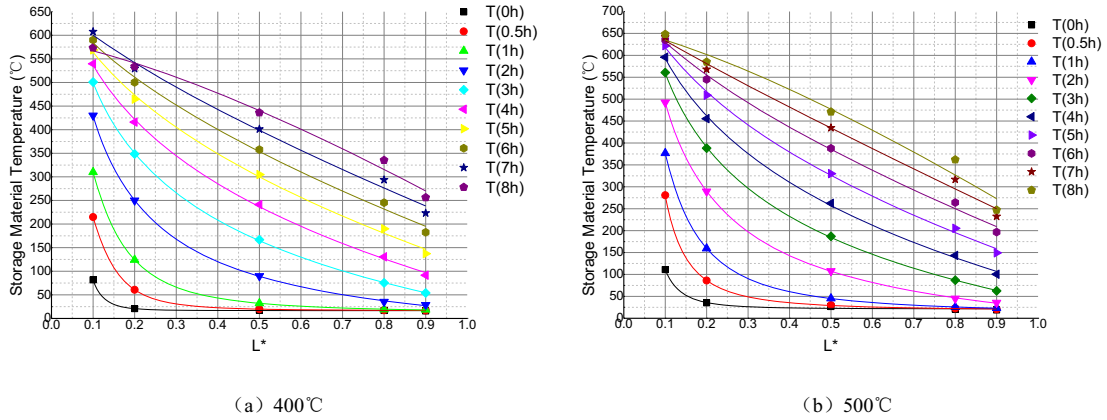 Storage Material Temperature (℃)
650
600
550
500
450
400
350
300
250
200
150
100
50
0.0 0.1 0.2 0.3 0.4 0.5 0.6 0.7 0.8 0.9 1.0
L*
T(0h)
T(0.5h)
T(1h)
T(2h)
T(3h)
T(4h)
T(5h)
T(6h)
T(7h)
T(8h)
(a) 400℃
Storage Material Temperature (℃)
700
650
600
550
500
450
400
350
300
250
200
150
100
50
0.0 0.1 0.2 0.3 0.4 0.5 0.6 0.7 0.8 0.9 1.0
L*
T(0h)
T(0.5h)
T(1h)
T(2h)
T(3h)
T(4h)
T(5h)
T(6h)
T(7h)
T(8h)
(b) 500℃